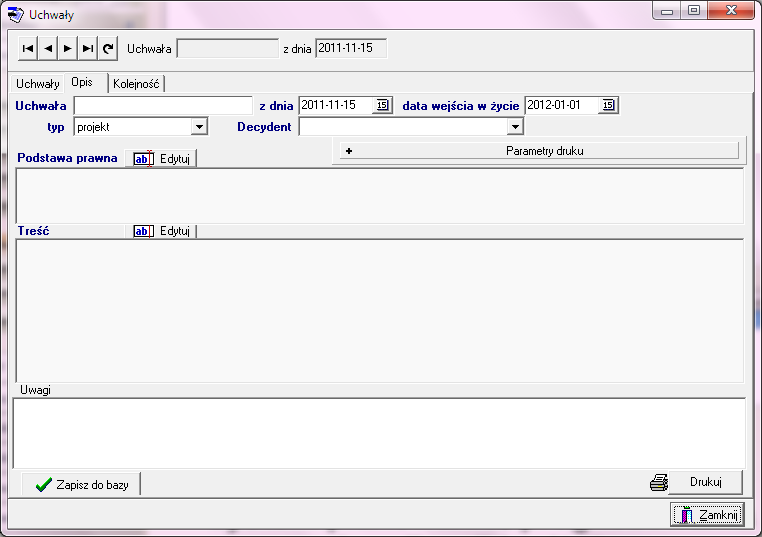 Uchwały
Uchwała z dnia 2011-11-15
Uchwały Opis Kolejność
Uchwała z dnia 2011-11-15 15 data wejścia w życie 2012-01-01 15
typ projekt Decydent
+ Parametry druku
Podstawa prawna ab Edytuj
Treść ab Edytuj
Uwagi
Zapisz do bazy Drukuj
Zamknij